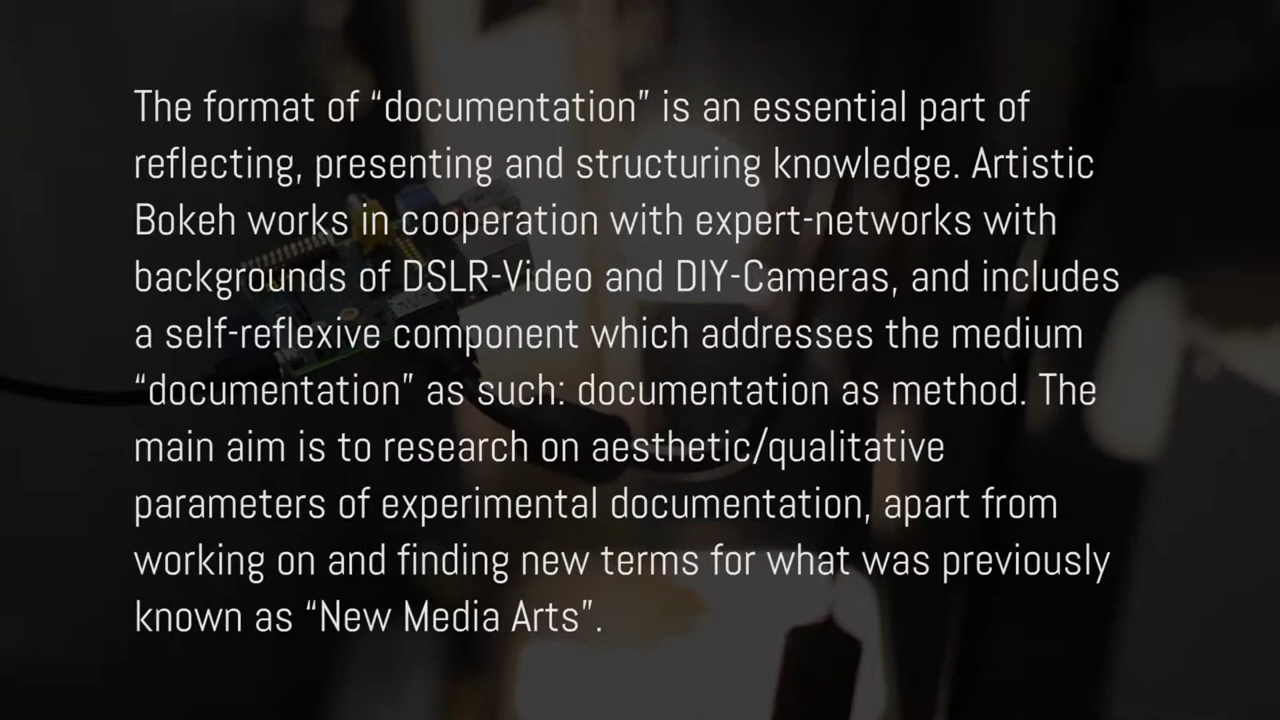 The format of “documentation” is an essential part of
reflecting, presenting and structuring knowledge. Artistic
Bokeh works in cooperation with expert-networks with
backgrounds of DSLR-Video and DIY-Cameras, and includes
a self-reflexive component which addresses the medium
“documentation” as such: documentation as method. The
main aim is to research on aesthetic/qualitative
parameters of experimental documentation, apart from
working on and finding new terms for what was previously
known as “New Media Arts”.